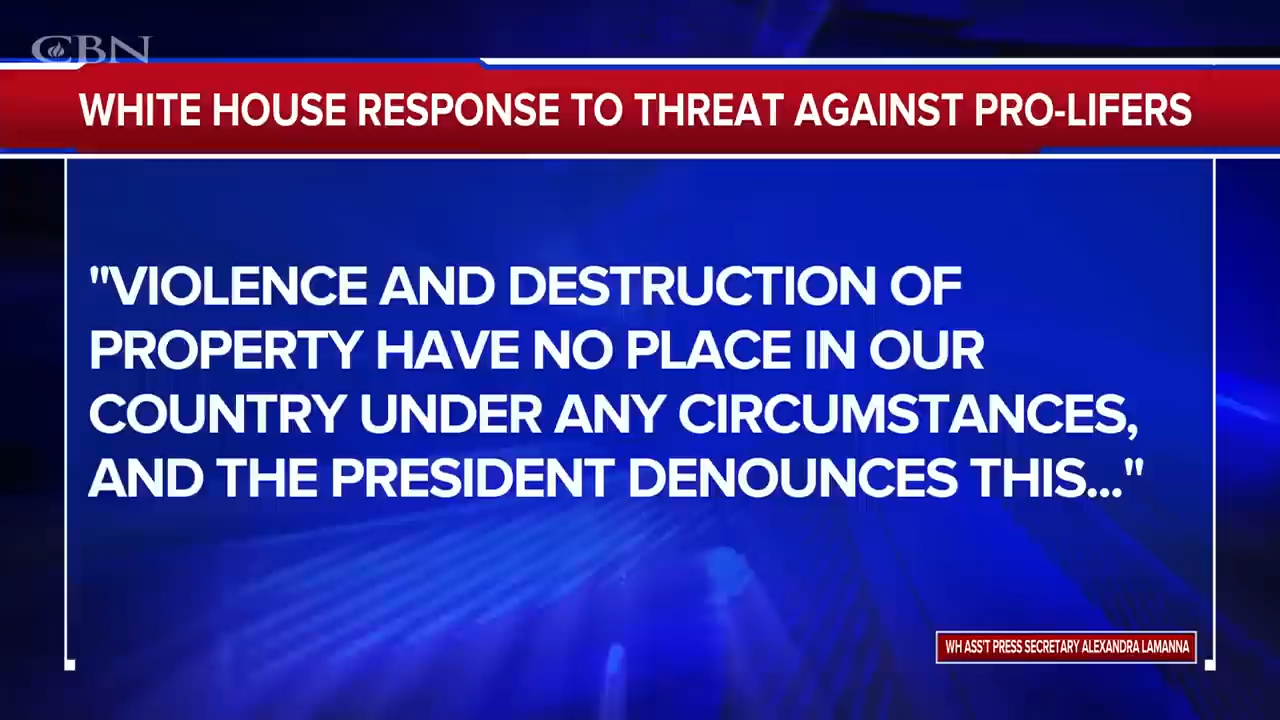 CBN
WHITE HOUSE RESPONSE TO THREAT AGAINST PRO-LIFERS
"VIOLENCE AND DESTRUCTION OF
PROPERTY HAVE NO PLACE IN OUR
COUNTRY UNDER ANY CIRCUMSTANCES,
AND THE PRESIDENT DENOUNCES THIS..."
WH ASS'T PRESS SECRETARY ALEXANDRA LAMANNA